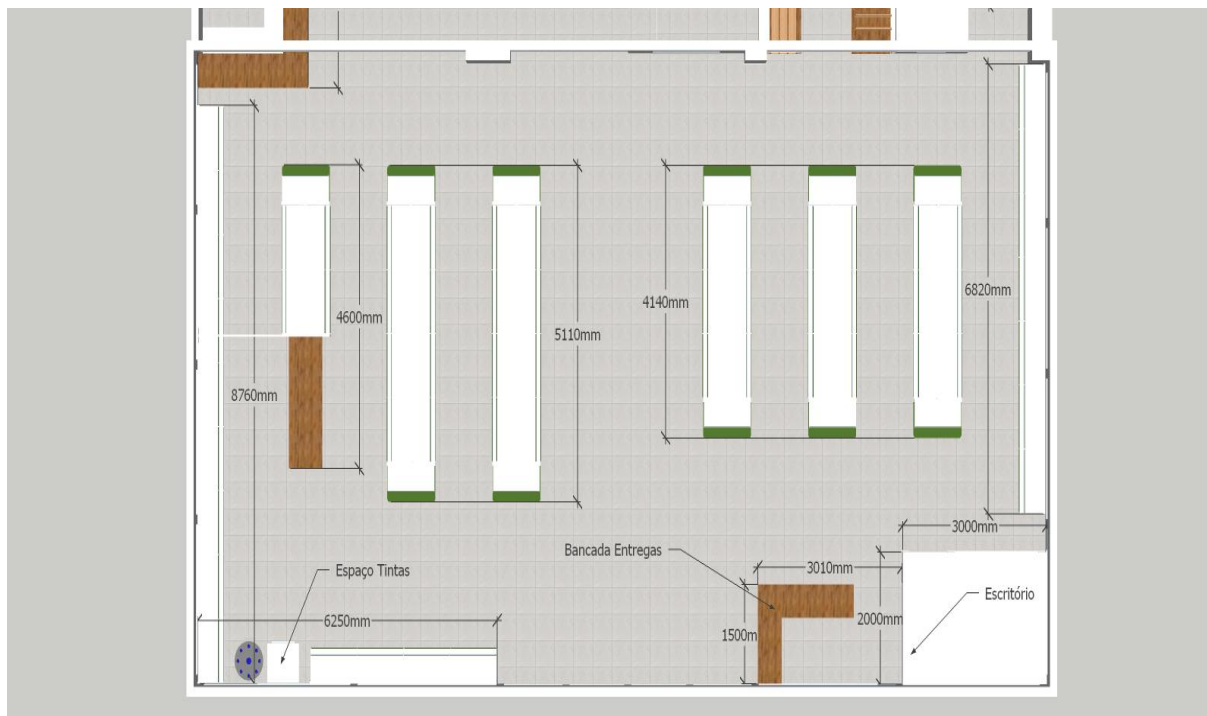 6820mm
4140mm
4600mm
5110mm
8760mm
3000mm
Bancada Entregas
3010mm
Espaço Tintas
Escritório
6250mm
2000mm
1500m